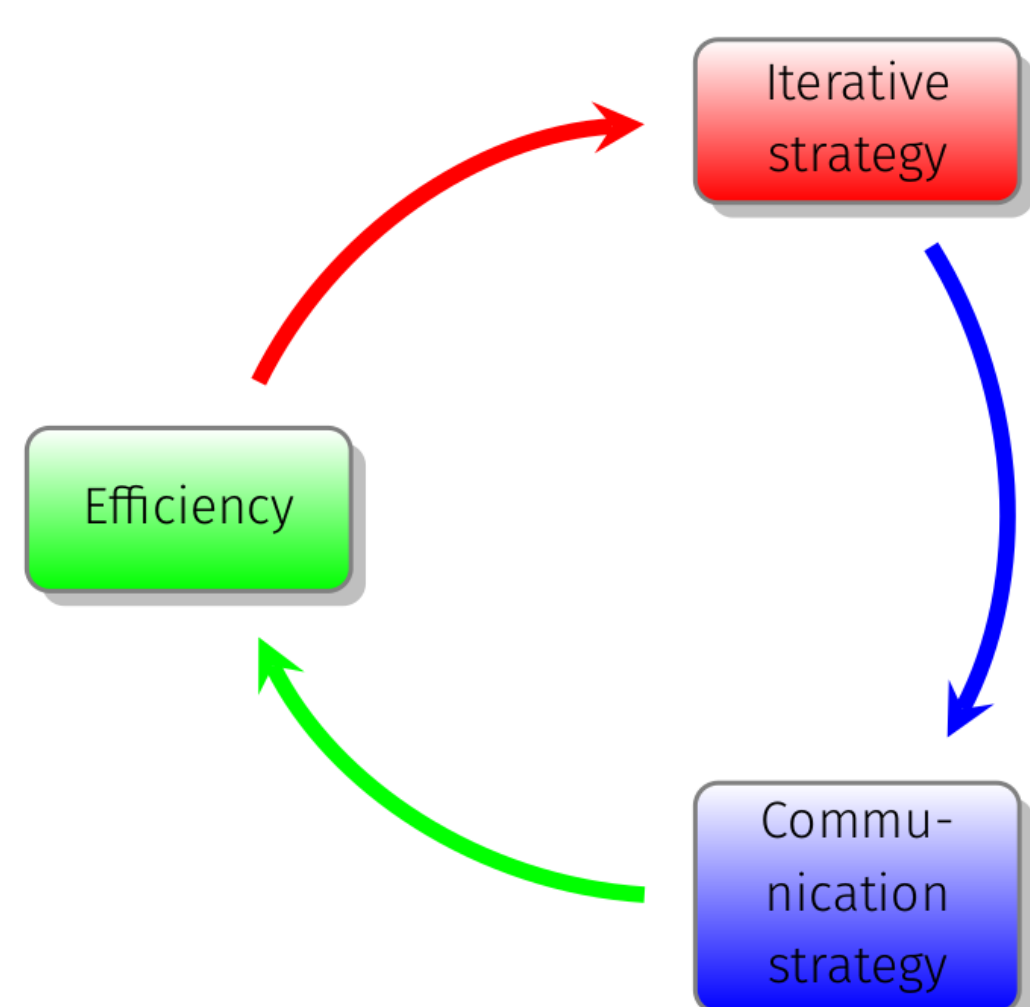 Iterative
strategy
Efficiency
Commu-
nication
strategy